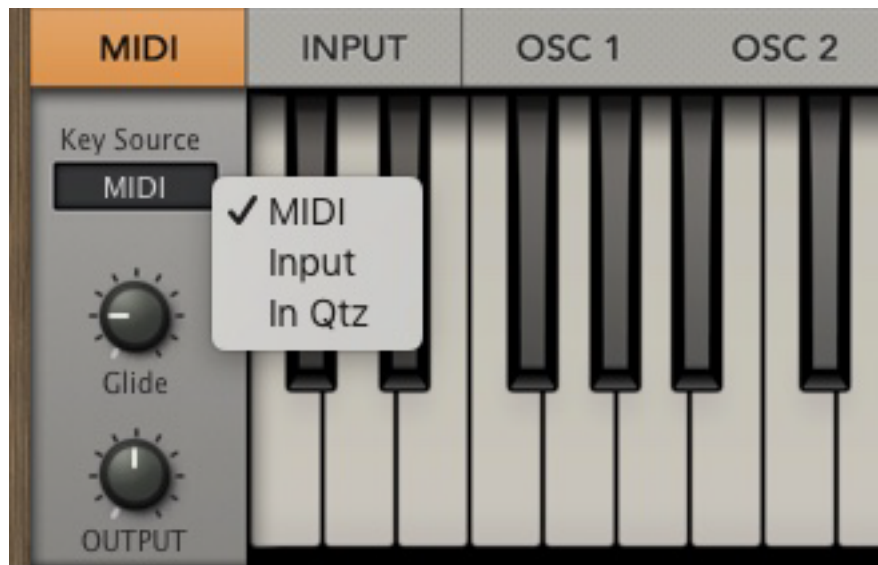 MIDI INPUT OSC 1 OSC 2
Key Source
MIDI
✓ MIDI
Input
In Qtz
Glide
OUTPUT